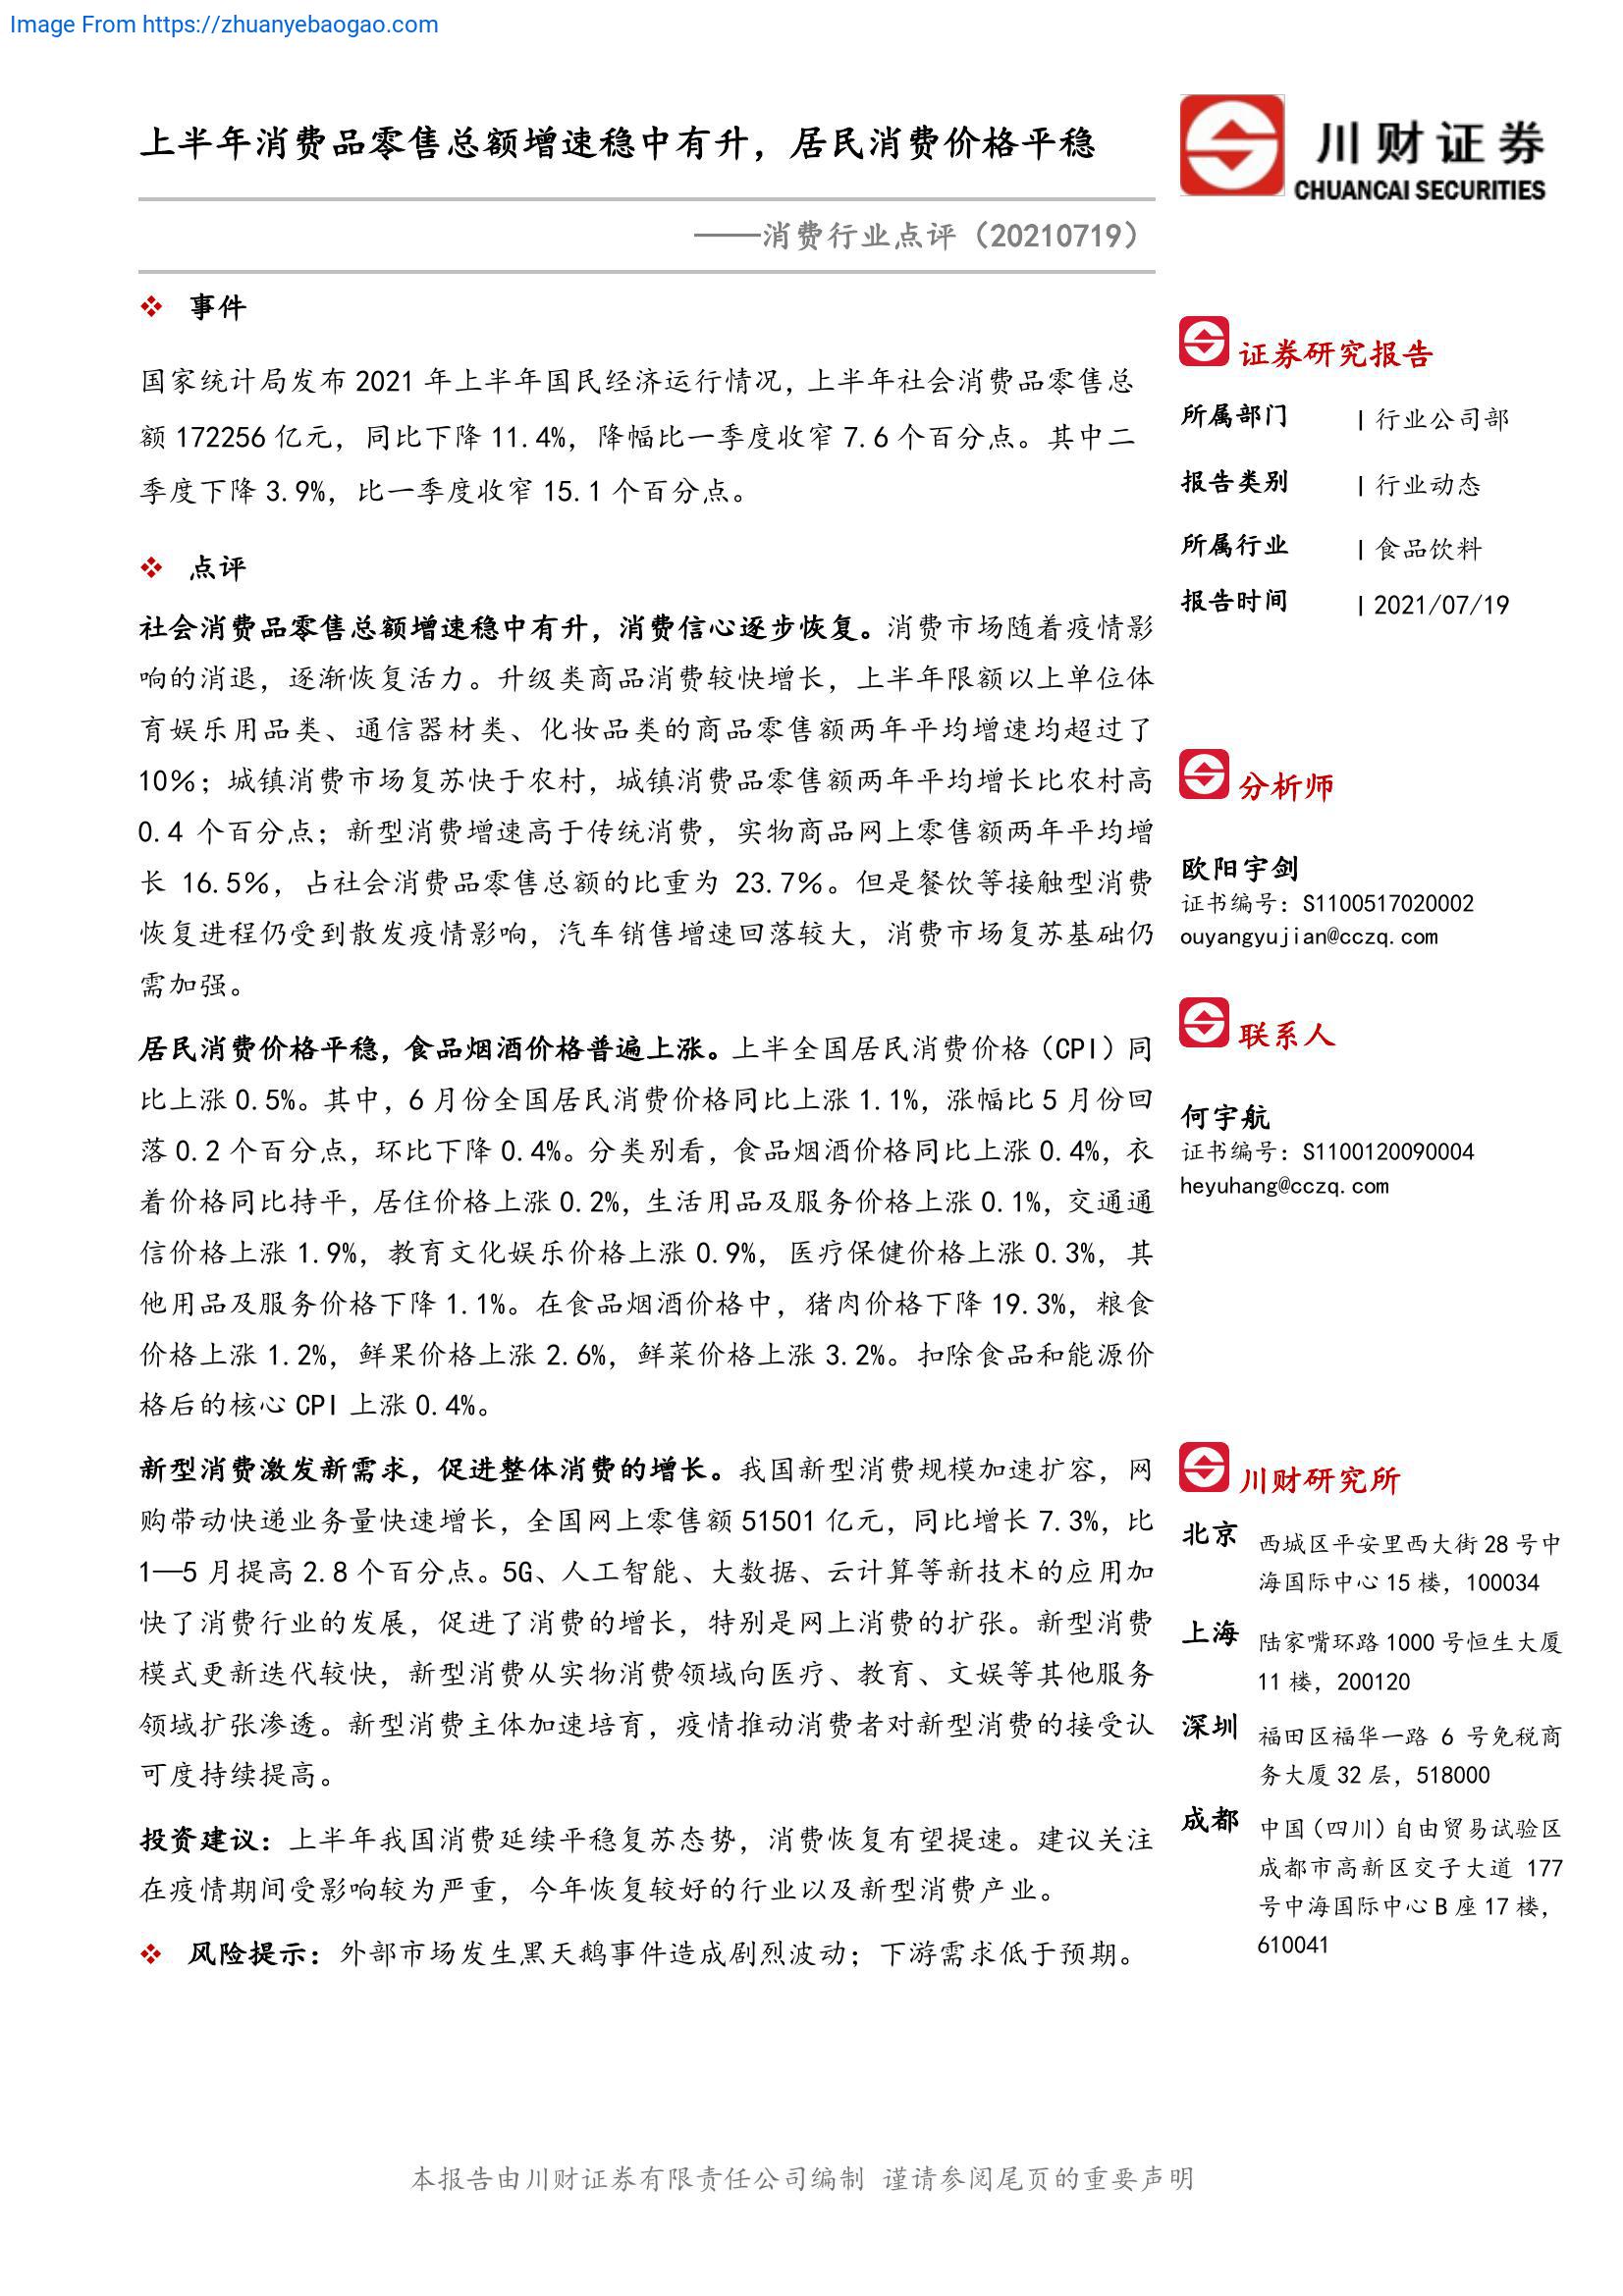 Image From https://zhuanyebaogao.com
上半年消费品零售总额增速稳中有升，居民消费价格平稳
——消费行业点评（20210719）
川财证券
CHUANCAI SECURITIES
❖ 事件
国家统计局发布 2021 年上半年国民经济运行情况，上半年社会消费品零售总
额 172256 亿元，同比下降 11.4%，降幅比一季度收窄 7.6 个百分点。其中二
季度下降 3.9%，比一季度收窄 15.1 个百分点。
❖ 点评
社会消费品零售总额增速稳中有升，消费信心逐步恢复。消费市场随着疫情影
响的消退，逐渐恢复活力。升级类商品消费较快增长，上半年限额以上单位体
育娱乐用品类、通信器材类、化妆品类的商品零售额两年平均增速均超过了
10%；城镇消费市场复苏快于农村，城镇消费品零售额两年平均增长比农村高
0.4 个百分点；新型消费增速高于传统消费，实物商品网上零售额两年平均增
长 16.5%，占社会消费品零售总额的比重为 23.7%。但是餐饮等接触型消费
恢复进程仍受到散发疫情影响，汽车销售增速回落较大，消费市场复苏基础仍
需加强。
居民消费价格平稳，食品烟酒价格普遍上涨。上半全国居民消费价格（CPI）同
比上涨 0.5%。其中，6 月份全国居民消费价格同比上涨 1.1%，涨幅比 5 月份回
落 0.2 个百分点，环比下降 0.4%。分类别看，食品烟酒价格同比上涨 0.4%，衣
着价格同比持平，居住价格上涨 0.2%，生活用品及服务价格上涨 0.1%，交通通
信价格上涨 1.9%，教育文化娱乐价格上涨 0.9%，医疗保健价格上涨 0.3%，其
他用品及服务价格下降 1.1%。在食品烟酒价格中，猪肉价格下降 19.3%，粮食
价格上涨 1.2%，鲜果价格上涨 2.6%，鲜菜价格上涨 3.2%。扣除食品和能源价
格后的核心 CPI 上涨 0.4%。
新型消费激发新需求，促进整体消费的增长。我国新型消费规模加速扩容，网
购带动快递业务量快速增长，全国网上零售额 51501 亿元，同比增长 7.3%，比
1—5 月提高 2.8 个百分点。5G、人工智能、大数据、云计算等新技术的应用加
快了消费行业的发展，促进了消费的增长，特别是网上消费的扩张。新型消费
模式更新迭代较快，新型消费从实物消费领域向医疗、教育、文娱等其他服务
领域扩张渗透。新型消费主体加速培育，疫情推动消费者对新型消费的接受认
可度持续提高。
投资建议：上半年我国消费延续平稳复苏态势，消费恢复有望提速。建议关注
在疫情期间受影响较为严重，今年恢复较好的行业以及新型消费产业。
❖ 风险提示：外部市场发生黑天鹅事件造成剧烈波动；下游需求低于预期。
证券研究报告
所属部门 | 行业公司部
报告类别 | 行业动态
所属行业 | 食品饮料
报告时间 | 2021/07/19
分析师
欧阳宇剑
证书编号：S1100517020002
ouyangyujian@cczq.com
联系人
何宇航
证书编号：S1100120090004
heyuhang@cczq.com
川财研究所
北京 西城区平安里西大街 28 号中
海国际中心 15 楼，100034
上海 陆家嘴环路 1000 号恒生大厦
11 楼，200120
深圳 福田区福华一路 6 号免税商
务大厦 32 层，518000
成都 中国（四川）自由贸易试验区
成都市高新区交子大道 177
号中海国际中心 B 座 17 楼，
610041
本报告由川财证券有限责任公司编制 谨请参阅尾页的重要声明